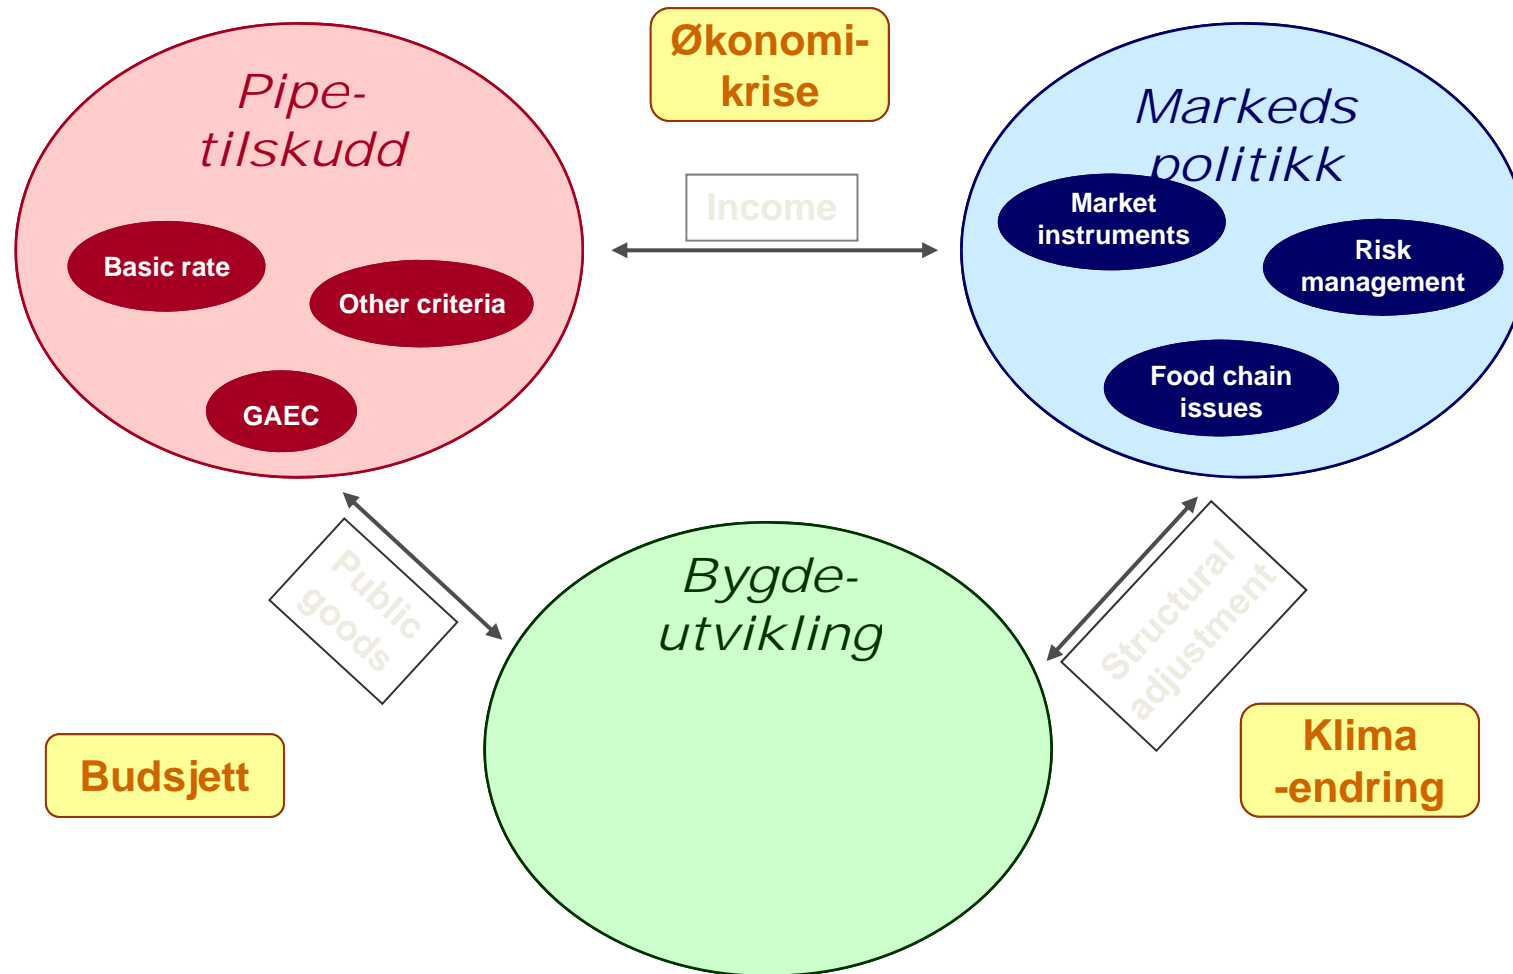 Økonomi-
krise
Pipe-
tilskudd
Markeds
politikk
Income
Market
instruments
Risk
management
Basic rate
Other criteria
Food chain
issues
GAEC
Public
goods
Bygde-
utvikling
Structural
adjustment
Budsjett
Klima
-endring